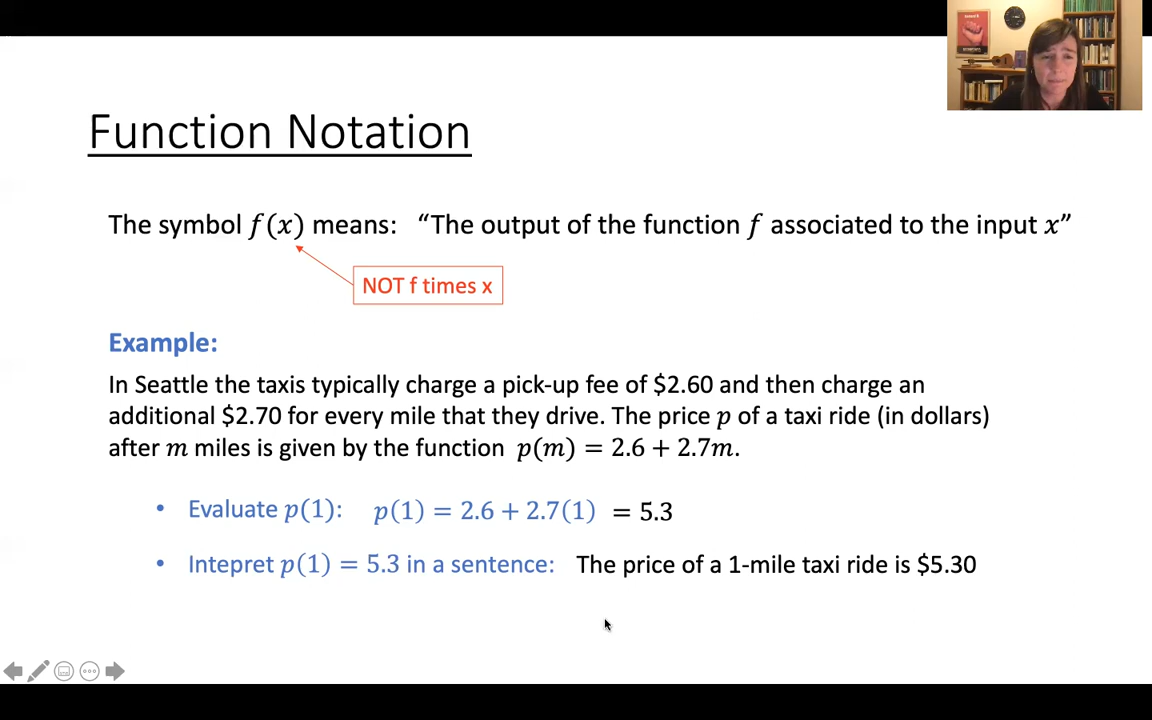 Function Notation
The symbol 𝑓(𝑥) means: “The output of the function 𝑓 associated to the input 𝑥”
NOT f times x
Example:
In Seattle the taxis typically charge a pick-up fee of $2.60 and then charge an
additional $2.70 for every mile that they drive. The price 𝑝 of a taxi ride (in dollars)
after 𝑚 miles is given by the function 𝑝(𝑚) = 2.6 + 2.7𝑚.
• Evaluate 𝑝(1): 𝑝(1) = 2.6 + 2.7(1) = 5.3
• Intepret 𝑝(1) = 5.3 in a sentence: The price of a 1-mile taxi ride is $5.30